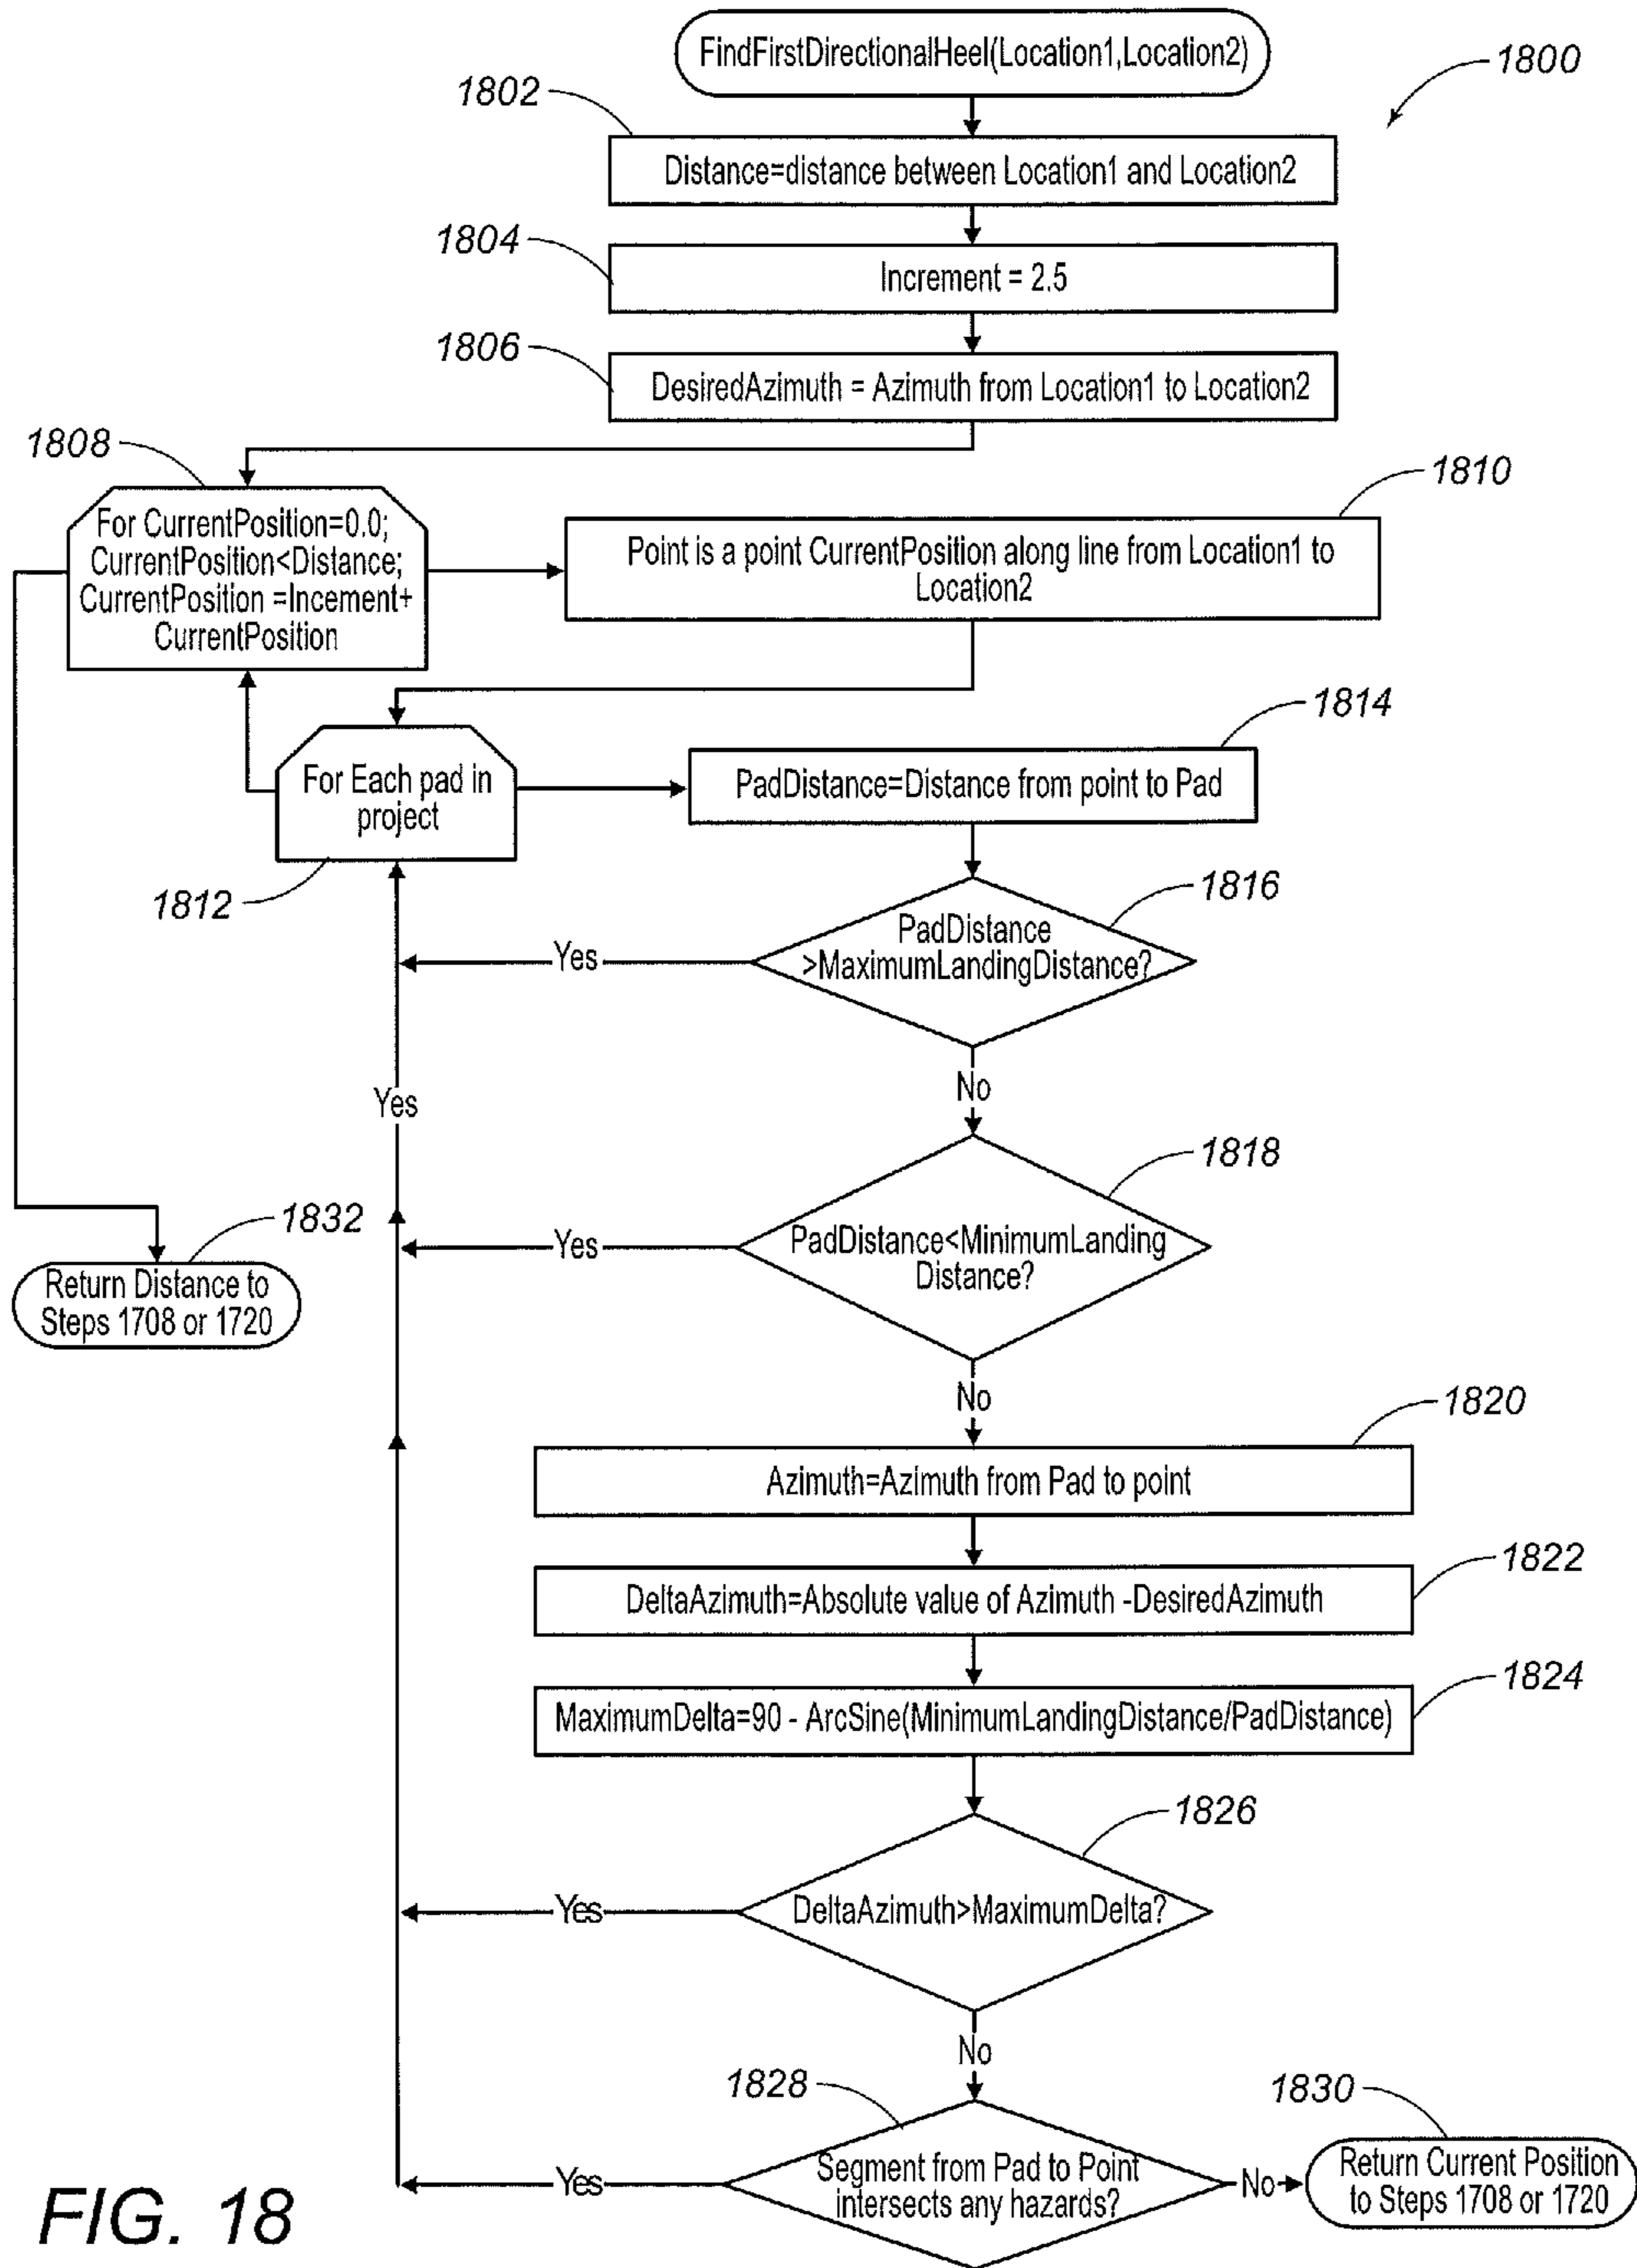 FindFirstDirectionalHeel(Location1,Location2)
1800
1802
Distance=distance between Location1 and Location2
1804
Increment = 2.5
1806
DesiredAzimuth = Azimuth from Location1 to Location2
1808
For CurrentPosition=0.0;
CurrentPosition<Distance;
CurrentPosition =Incement+
CurrentPosition
1810
Point is a point CurrentPosition along line from Location1 to
Location2
1812
For Each pad in
project
1814
PadDistance=Distance from point to Pad
1816
PadDistance
>MaximumLandingDistance?
Yes
No
Yes
1818
PadDistance<MinimumLanding
Distance?
Yes
No
1832
Return Distance to
Steps 1708 or 1720
1820
Azimuth=Azimuth from Pad to point
1822
DeltaAzimuth=Absolute value of Azimuth -DesiredAzimuth
1824
MaximumDelta=90 - ArcSine(MinimumLandingDistance/PadDistance)
1826
DeltaAzimuth>MaximumDelta?
Yes
No
1828
Segment from Pad to Point
intersects any hazards?
Yes
No
1830
Return Current Position
to Steps 1708 or 1720
FIG. 18